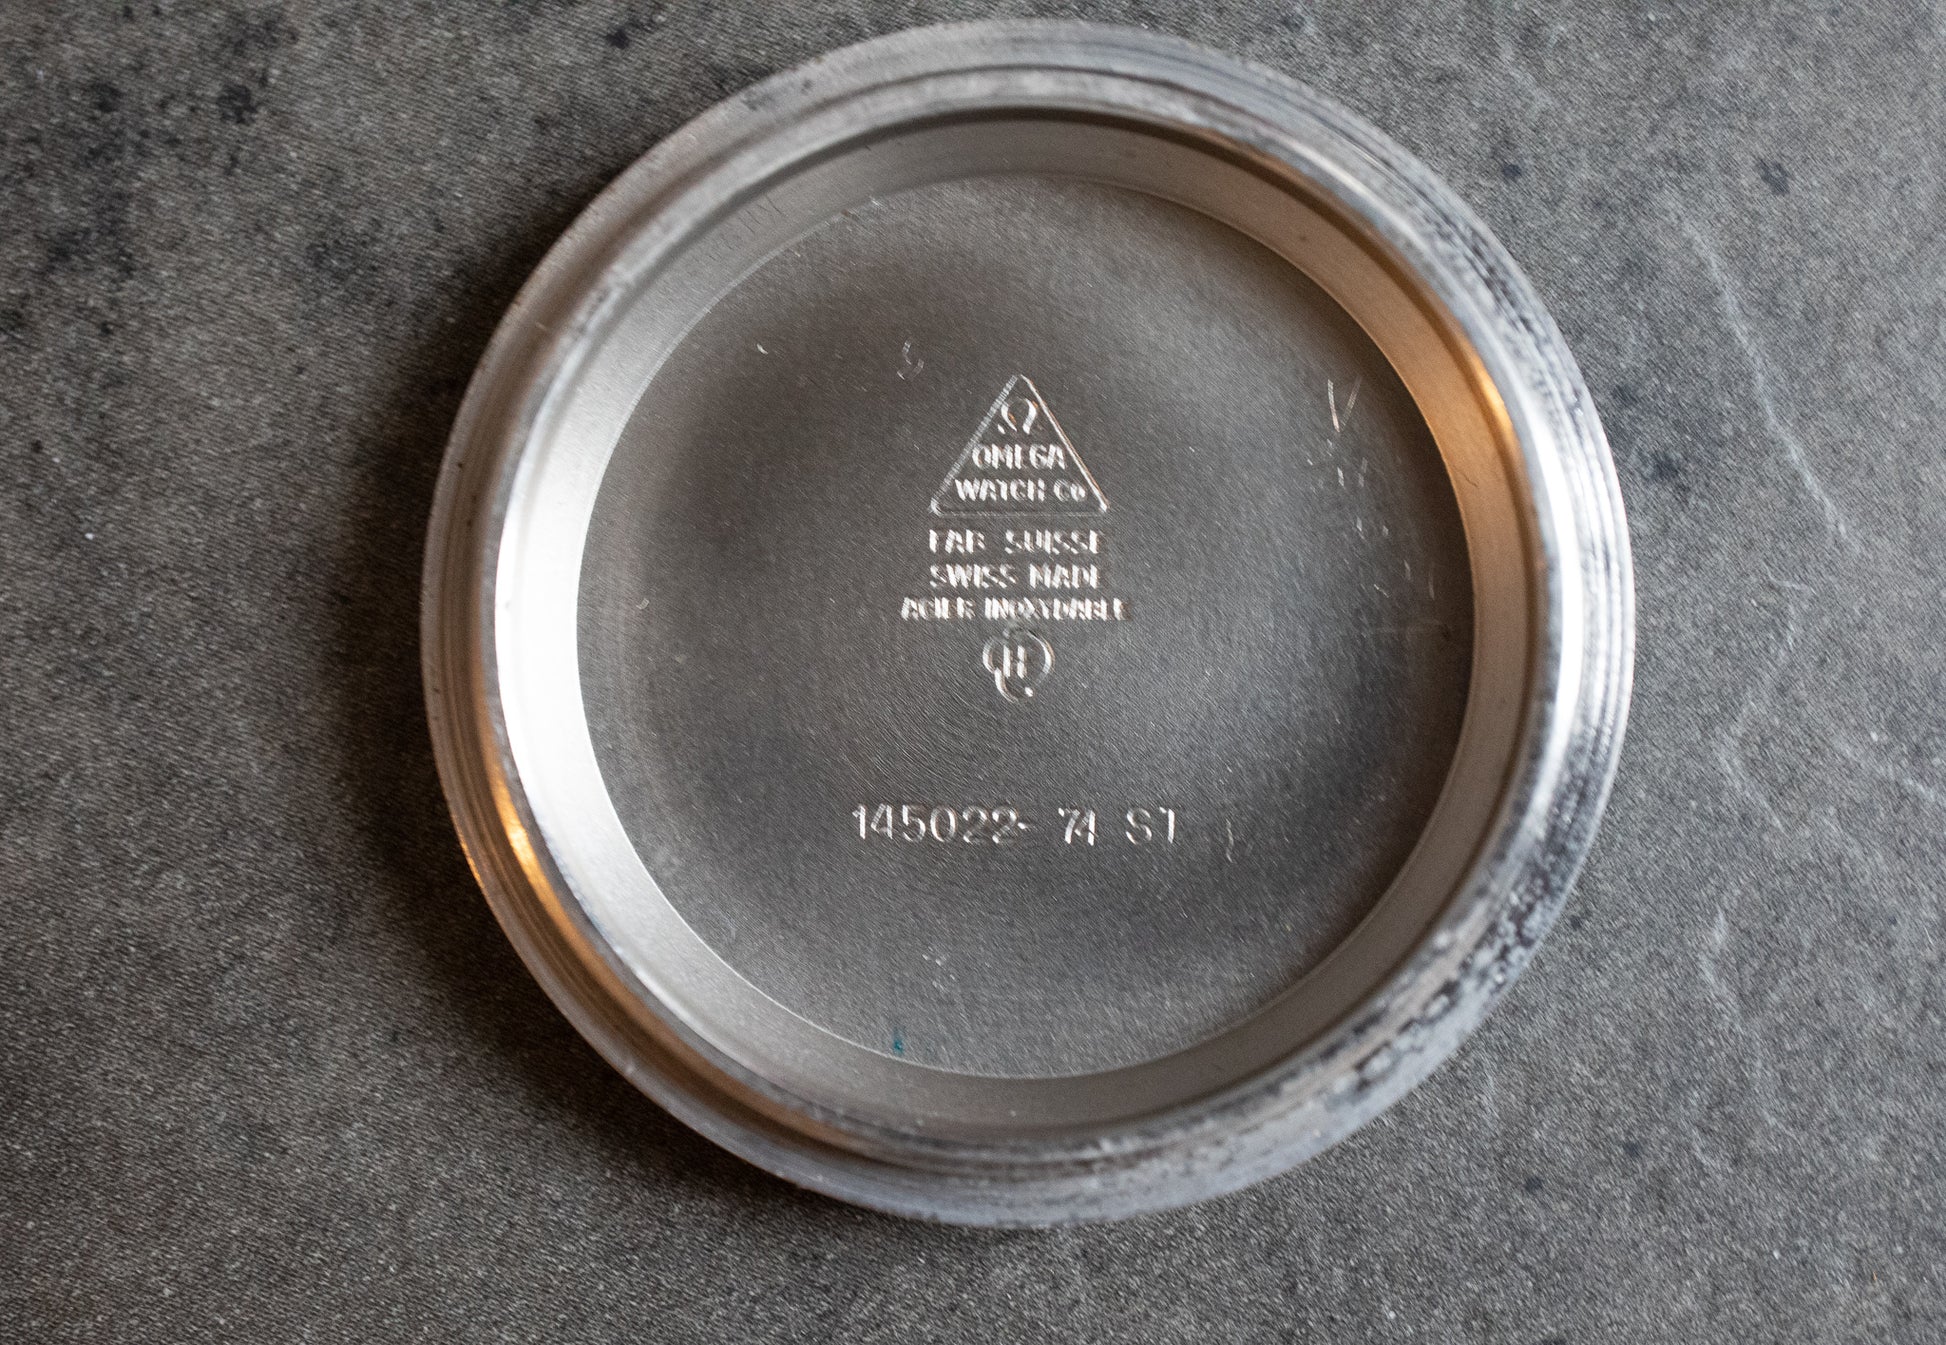 Ω
OMEGA
WATCH Co
FAB SUISSE
SWISS MADE
ACIER INOXYDABLE
145022- 74 ST